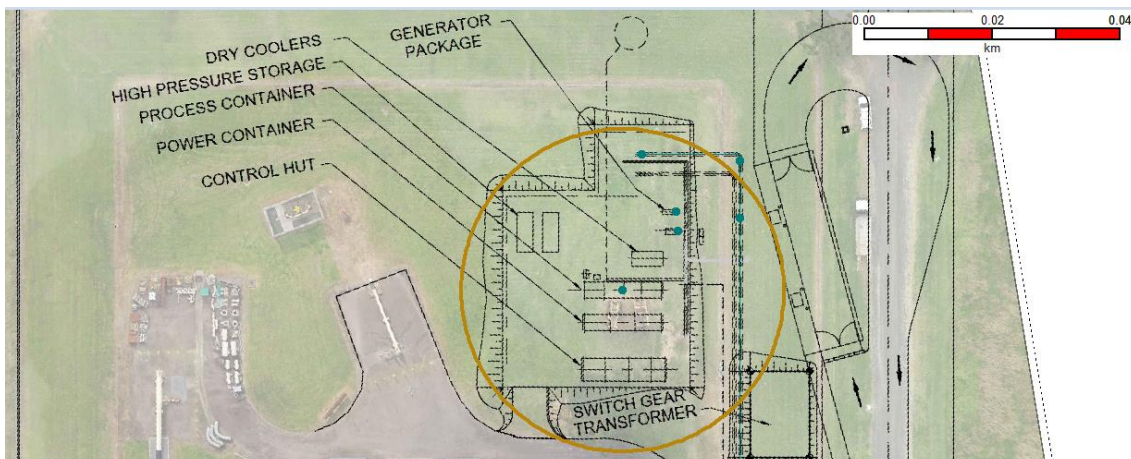 0.00 0.02 0.04
km
GENERATOR
PACKAGE
DRY COOLERS
HIGH PRESSURE STORAGE
PROCESS CONTAINER
POWER CONTAINER
CONTROL HUT
SWITCH GEAR
TRANSFORMER